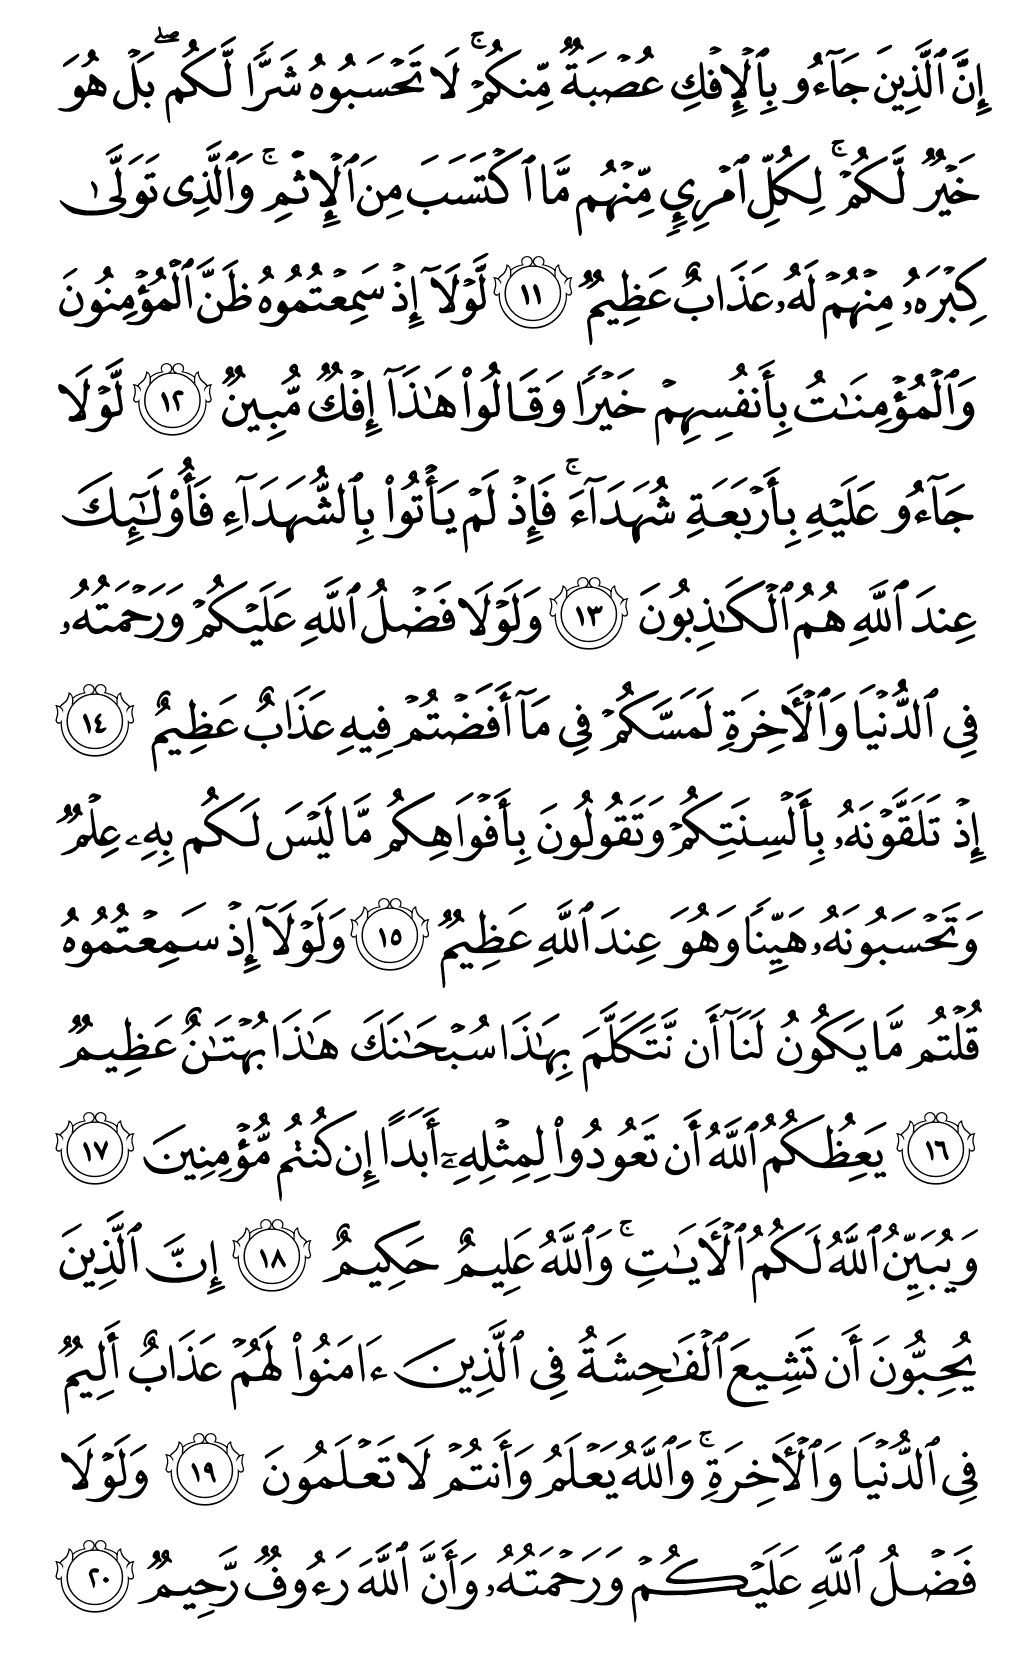 إِنَّ ٱلَّذِينَ جَآءُو بِٱلْإِفْكِ عُصْبَةٌ مِّنكُمْ ۚ لَا تَحْسَبُوهُ شَرًّا لَّكُم ۖ بَلْ هُوَ
خَيْرٌ لَّكُمْ ۚ لِكُلِّ ٱمْرِئٍ مِّنْهُم مَّا ٱكْتَسَبَ مِنَ ٱلْإِثْمِ ۚ وَٱلَّذِى تَوَلَّىٰ
كِبْرَهُۥ مِنْهُمْ لَهُۥ عَذَابٌ عَظِيمٌ ١١ لَّوْلَآ إِذْ سَمِعْتُمُوهُ ظَنَّ ٱلْمُؤْمِنُونَ
وَٱلْمُؤْمِنَـٰتُ بِأَنفُسِهِمْ خَيْرًا وَقَالُوا۟ هَـٰذَآ إِفْكٌ مُّبِينٌ ١٢ لَّوْلَا
جَآءُو عَلَيْهِ بِأَرْبَعَةِ شُهَدَآءَ ۚ فَإِذْ لَمْ يَأْتُوا۟ بِٱلشُّهَدَآءِ فَأُو۟لَـٰٓئِكَ
عِندَ ٱللَّهِ هُمُ ٱلْكَـٰذِبُونَ ١٣ وَلَوْلَا فَضْلُ ٱللَّهِ عَلَيْكُمْ وَرَحْمَتُهُۥ
فِى ٱلدُّنْيَا وَٱلْـَٔاخِرَةِ لَمَسَّكُمْ فِى مَآ أَفَضْتُمْ فِيهِ عَذَابٌ عَظِيمٌ ١٤
إِذْ تَلَقَّوْنَهُۥ بِأَلْسِنَتِكُمْ وَتَقُولُونَ بِأَفْوَاهِكُم مَّا لَيْسَ لَكُم بِهِۦ عِلْمٌ
وَتَحْسَبُونَهُۥ هَيِّنًا وَهُوَ عِندَ ٱللَّهِ عَظِيمٌ ١٥ وَلَوْلَآ إِذْ سَمِعْتُمُوهُ
قُلْتُم مَّا يَكُونُ لَنَآ أَن نَّتَكَلَّمَ بِهَـٰذَا سُبْحَـٰنَكَ هَـٰذَا بُهْتَـٰنٌ عَظِيمٌ
١٦ يَعِظُكُمُ ٱللَّهُ أَن تَعُودُوا۟ لِمِثْلِهِۦٓ أَبَدًا إِن كُنتُم مُّؤْمِنِينَ ١٧
وَيُبَيِّنُ ٱللَّهُ لَكُمُ ٱلْـَٔايَـٰتِ ۚ وَٱللَّهُ عَلِيمٌ حَكِيمٌ ١٨ إِنَّ ٱلَّذِينَ
يُحِبُّونَ أَن تَشِيعَ ٱلْفَـٰحِشَةُ فِى ٱلَّذِينَ ءَامَنُوا۟ لَهُمْ عَذَابٌ أَلِيمٌ
فِى ٱلدُّنْيَا وَٱلْـَٔاخِرَةِ ۚ وَٱللَّهُ يَعْلَمُ وَأَنتُمْ لَا تَعْلَمُونَ ١٩ وَلَوْلَا
فَضْلُ ٱللَّهِ عَلَيْكُمْ وَرَحْمَتُهُۥ وَأَنَّ ٱللَّهَ رَءُوفٌ رَّحِيمٌ ٢٠